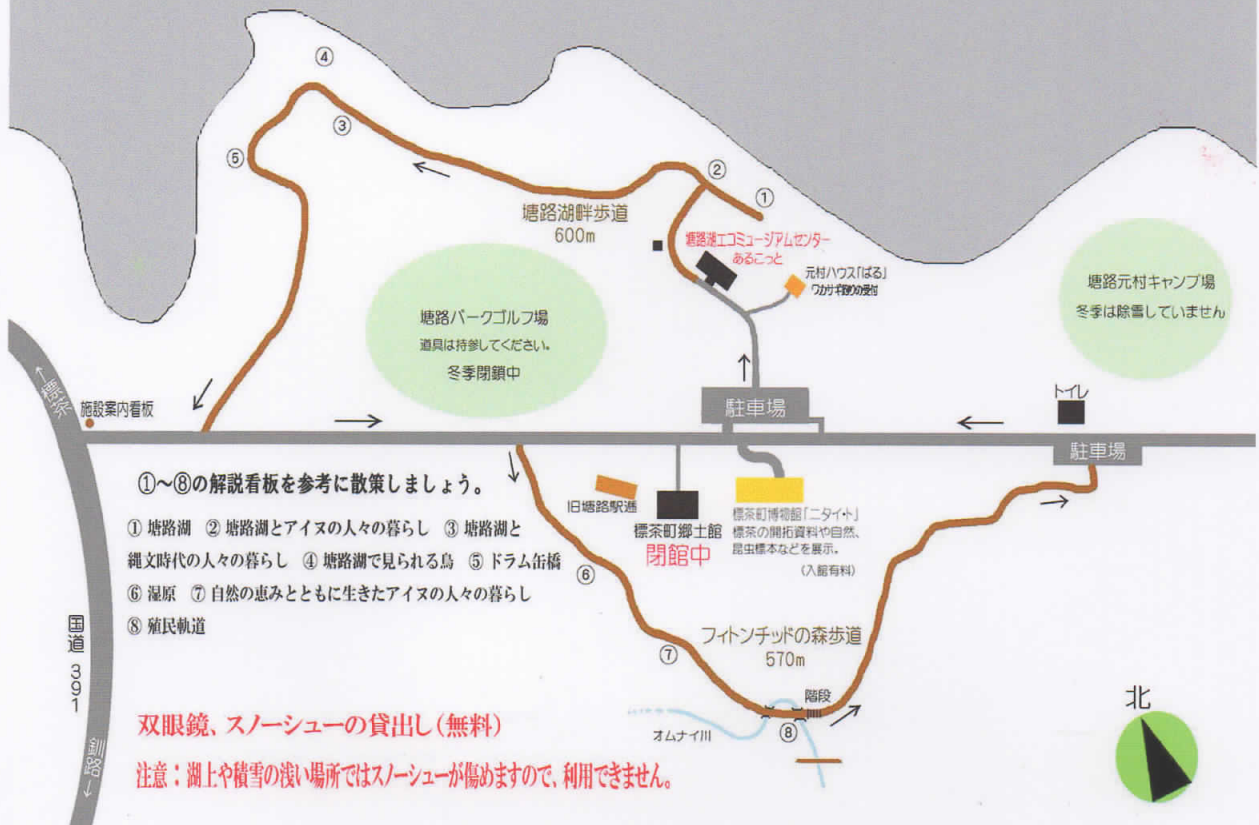 ④
③
⑤
②
①
塘路湖畔歩道
600m
塘路湖エコミュージアムセンター
あるこっと
元村ハウス「ぱる」
ワカサギ釣りの受付
塘路元村キャンプ場
冬季は除雪していません
塘路パークゴルフ場
道具は持参してください。
冬季閉鎖中
←標茶
施設案内看板
駐車場
トイレ
駐車場
①～⑧の解説看板を参考に散策しましょう。
① 塘路湖 ② 塘路湖とアイヌの人々の暮らし ③ 塘路湖と
縄文時代の人々の暮らし ④ 塘路湖で見られる鳥 ⑤ ドラム缶橋
⑥ 湿原 ⑦ 自然の恵みとともに生きたアイヌの人々の暮らし
⑧ 殖民軌道
旧塘路駅逓
標茶町郷土館
閉館中
標茶町博物館「ニタイ・ト」
標茶の開拓資料や自然、
昆虫標本などを展示。
(入館有料)
⑥
⑦
フィトンチッドの森歩道
570m
階段
⑧
オムナイ川
国道 391
釧路→
北
双眼鏡、スノーシューの貸出し(無料)
注意：湖上や積雪の浅い場所ではスノーシューが傷めますので、利用できません。